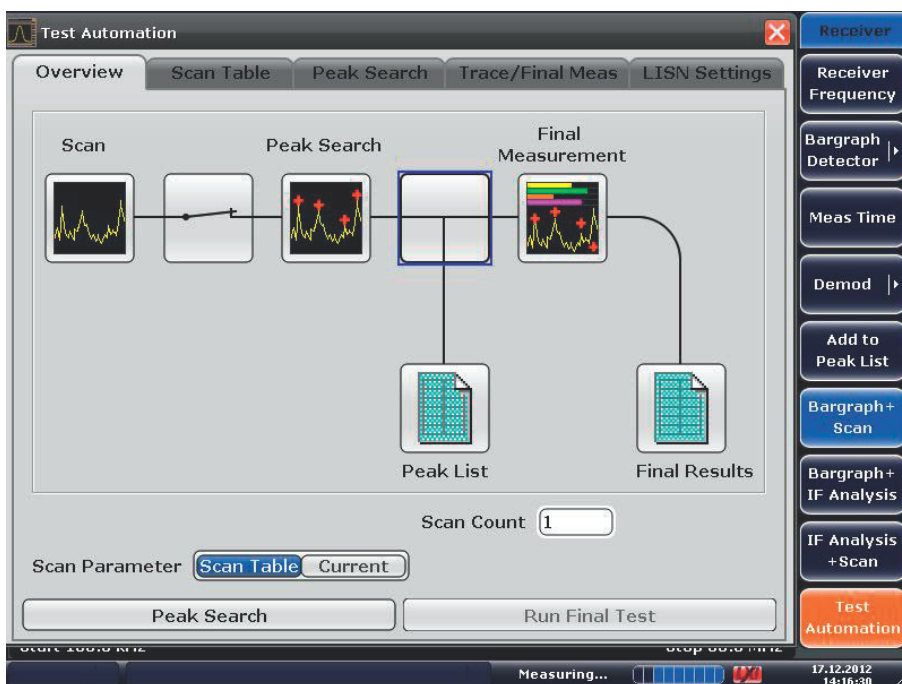 Test Automation
Receiver
Overview
Scan Table
Peak Search
Trace/Final Meas
LISN Settings
Scan
Peak Search
Final
Measurement
Peak List
Final Results
Scan Count 1
Scan Parameter Scan Table Current
Peak Search
Run Final Test
Receiver
Frequency
Bargraph
Detector
Meas Time
Demod
Add to
Peak List
Bargraph+
Scan
Bargraph+
IF Analysis
IF Analysis
+Scan
Test
Automation
Measuring...
17.12.2012
14:16:30